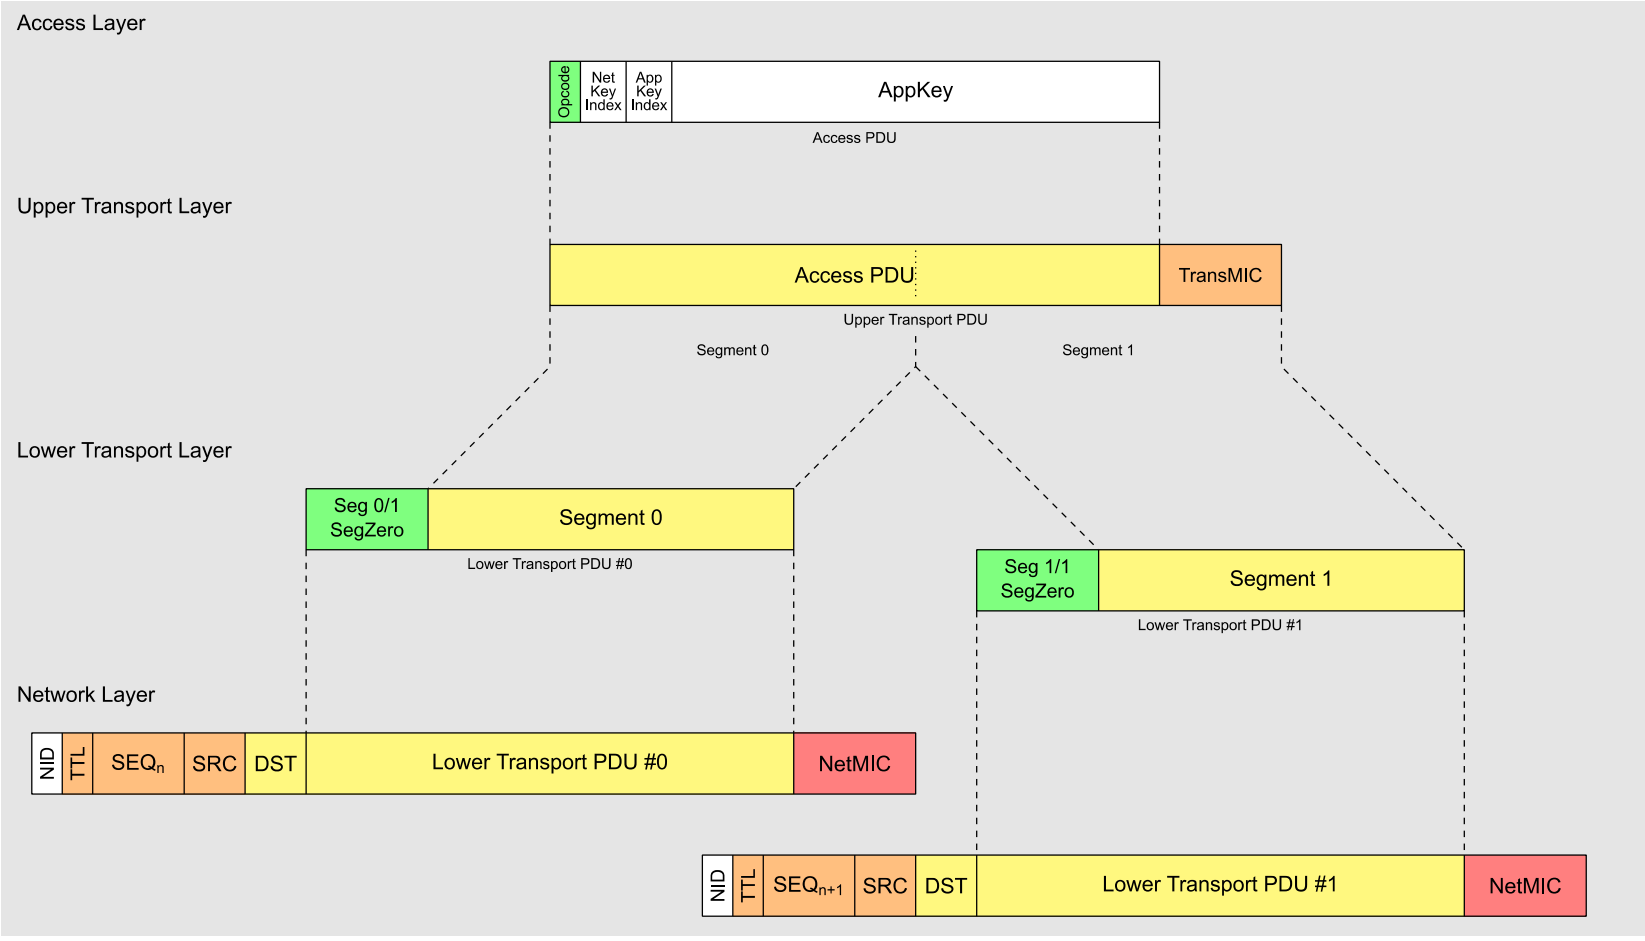 Access Layer
Opcode
Net
Key
Index
App
Key
Index
AppKey
Access PDU
Upper Transport Layer
Access PDU
TransMIC
Upper Transport PDU
Segment 0
Segment 1
Lower Transport Layer
Seg 0/1
SegZero
Segment 0
Lower Transport PDU #0
Seg 1/1
SegZero
Segment 1
Lower Transport PDU #1
Network Layer
NID
TTL
SEQn
SRC
DST
Lower Transport PDU #0
NetMIC
NID
TTL
SEQn+1
SRC
DST
Lower Transport PDU #1
NetMIC